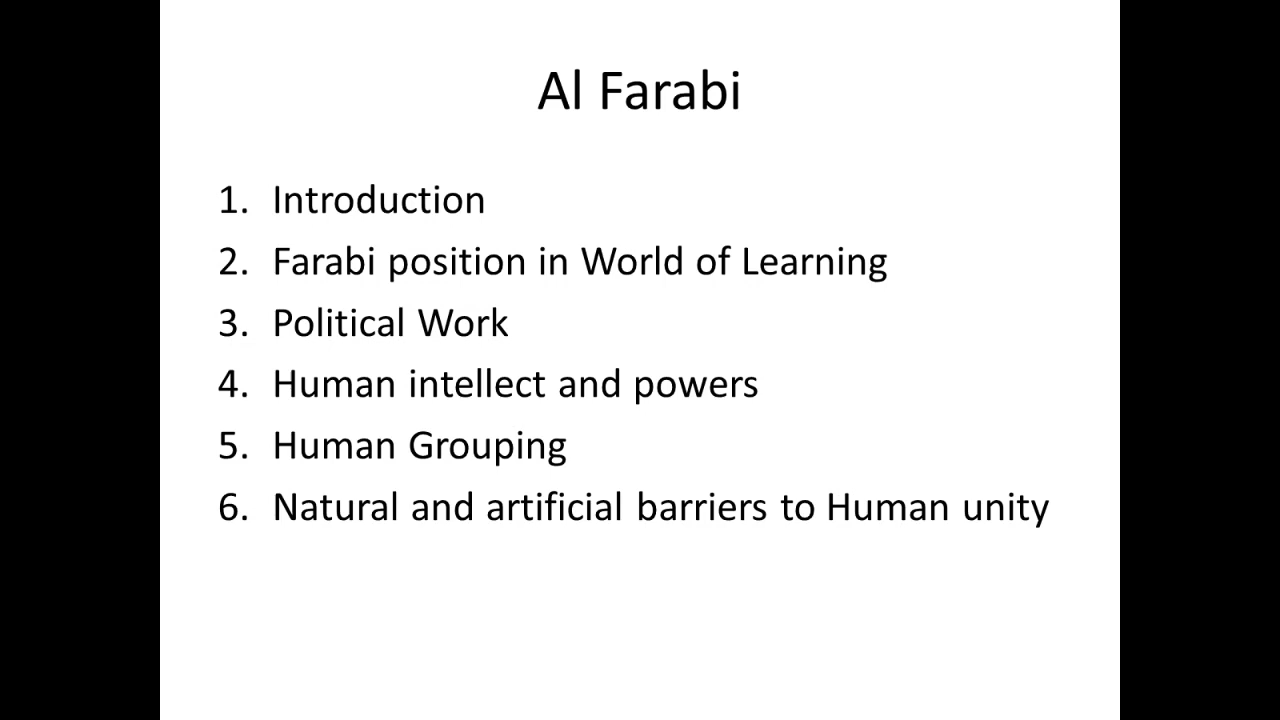 Al Farabi
1. Introduction
2. Farabi position in World of Learning
3. Political Work
4. Human intellect and powers
5. Human Grouping
6. Natural and artificial barriers to Human unity